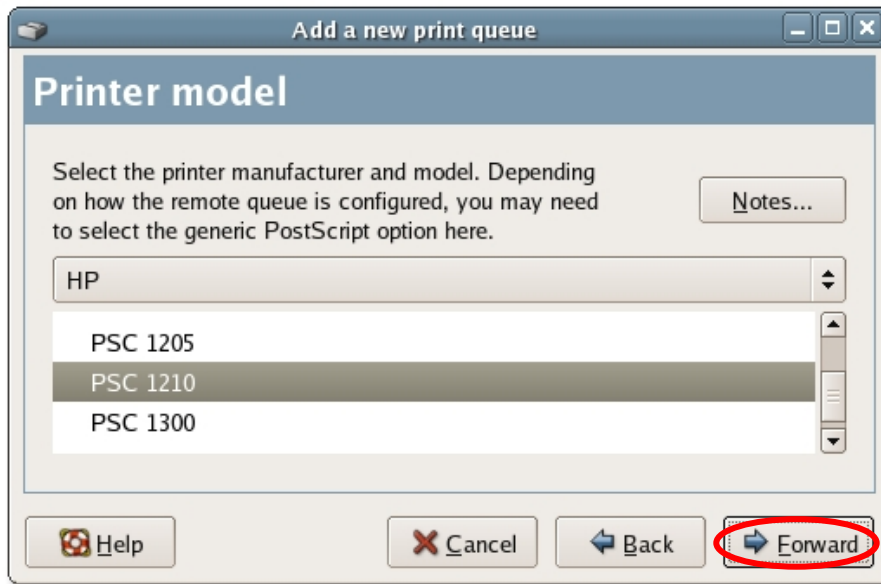 Add a new print queue
Printer model
Select the printer manufacturer and model. Depending
on how the remote queue is configured, you may need
to select the generic PostScript option here.
Notes...
HP
PSC 1205
PSC 1210
PSC 1300
Help
Cancel
Back
Forward